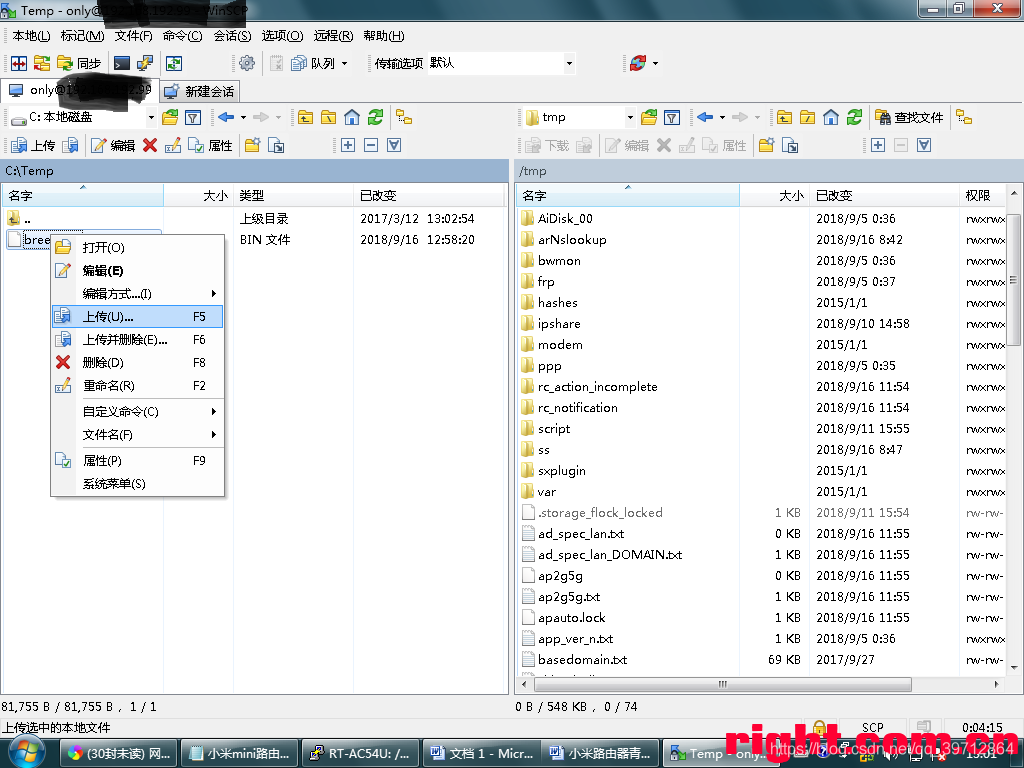 Temp - only@192.99 - WinSCP
本地(L) 标记(M) 文件(F) 命令(C) 会话(S) 选项(O) 远程(R) 帮助(H)
同步 队列 传输选项 默认
only@ 新建会话
C: 本地磁盘 tmp 查找文件
上传 编辑 属性 下载 编辑 属性
C:\Temp /tmp
名字 大小 类型 已改变 名字 大小 已改变 权限
.. 上级目录 2017/3/12 13:02:54
bree BIN 文件 2018/9/16 12:58:20
打开(O)
编辑(E)
编辑方式...(I)
上传(U)... F5
上传并删除(E)... F6
删除(D) F8
重命名(R) F2
自定义命令(C)
文件名(F)
属性(P) F9
系统菜单(S)
AiDisk_00 2018/9/5 0:36 rwxrwx
arNslookup 2018/9/16 8:42 rwxrwx
bwmon 2018/9/5 0:36 rwxrwx
frp 2018/9/5 0:37 rwxrwx
hashes 2015/1/1 rwxrwx
ipshare 2018/9/10 14:58 rwxrwx
modem 2015/1/1 rwxrwx
ppp 2018/9/5 0:35 rwxrwx
rc_action_incomplete 2018/9/16 11:54 rwxrwx
rc_notification 2018/9/16 11:54 rwxrwx
script 2018/9/11 15:55 rwxrwx
ss 2018/9/16 8:47 rwxrwx
sxplugin 2015/1/1 rwxrwx
var 2015/1/1 rwxrwx
.storage_flock_locked 1 KB 2018/9/11 15:54 rw-rw-
ad_spec_lan.txt 0 KB 2018/9/16 11:55 rw-rw-
ad_spec_lan_DOMAIN.txt 1 KB 2018/9/16 11:55 rw-rw-
ap2g5g 0 KB 2018/9/16 11:55 rw-rw-
ap2g5g.txt 1 KB 2018/9/16 11:55 rw-rw-
apauto.lock 1 KB 2018/9/16 11:55 rw-rw-
app_ver_n.txt 1 KB 2018/9/5 0:36 rwxrwx
basedomain.txt 69 KB 2017/9/27 rw-rw-
81,755 B / 81,755 B , 1 / 1 0 B / 548 KB , 0 / 74
上传选中的本地文件 SCP 0:04:15
(30封未读) 网... 小米mini路由... RT-AC54U: /... 文档 1 - Micr... 小米路由器青... Temp - only... 13:01
right.com.cn
https://blog.csdn.net/qq_39712864